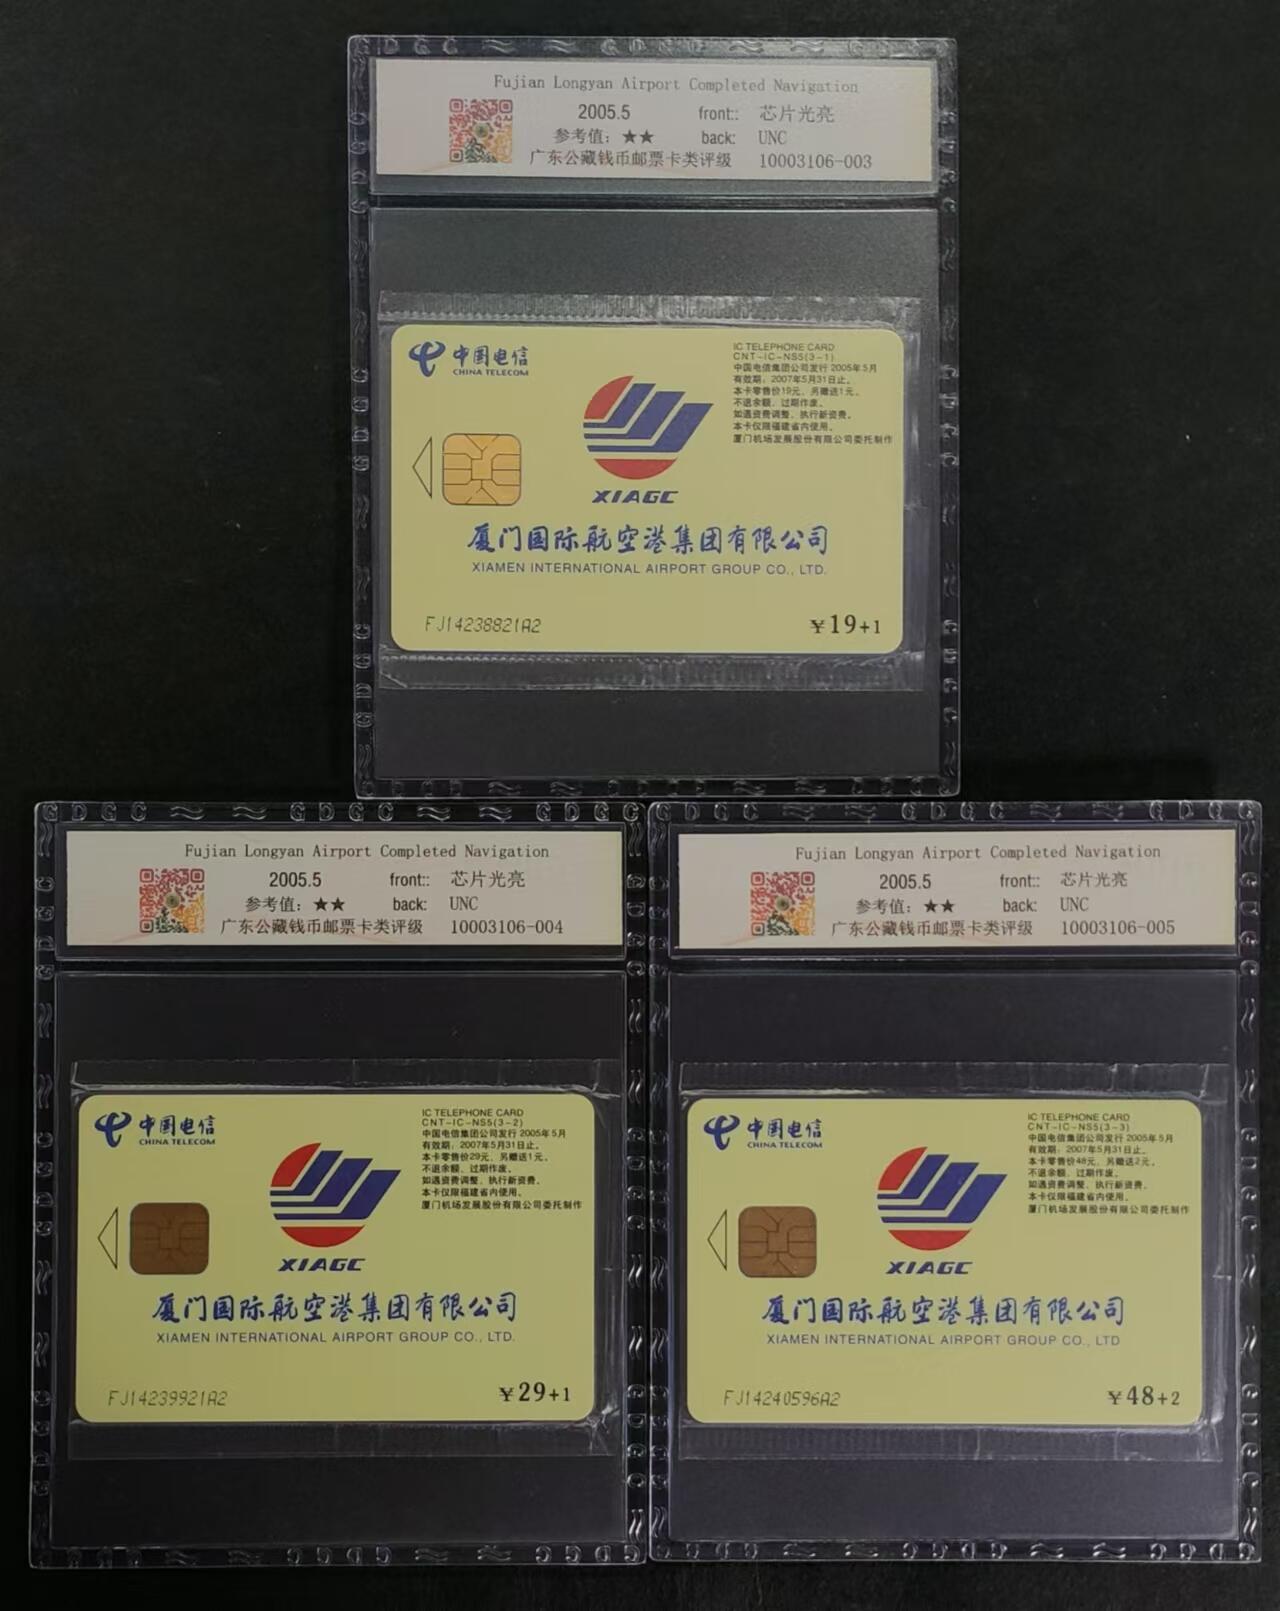 Fujian Longyan Airport Completed Navigation
2005.5 front:: 芯片光亮
参考值：★★ back: UNC
广东公藏钱币邮票卡类评级 10003106-003
中国电信
CHINA TELECOM
IC TELEPHONE CARD
CNT-IC-NS5(3-1)
中国电信集团公司发行 2005年5月
有效期：2007年5月31日止。
本卡零售价19元，另赠送1元。
不退余额，过期作废。
如遇资费调整，执行新资费。
本卡仅限福建省内使用。
厦门机场发展股份有限公司委托制作
XIAGC
厦门国际航空港集团有限公司
XIAMEN INTERNATIONAL AIRPORT GROUP CO., LTD.
FJ14238821A2
¥19+1
GDGC GDGC GDGC
Fujian Longyan Airport Completed Navigation
2005.5 front:: 芯片光亮
参考值：★★ back: UNC
广东公藏钱币邮票卡类评级 10003106-004
中国电信
CHINA TELECOM
IC TELEPHONE CARD
CNT-IC-NS5(3-2)
中国电信集团公司发行 2005年5月
有效期：2007年5月31日止。
本卡零售价29元，另赠送1元。
不退余额，过期作废。
如遇资费调整，执行新资费。
本卡仅限福建省内使用。
厦门机场发展股份有限公司委托制作
XIAGC
厦门国际航空港集团有限公司
XIAMEN INTERNATIONAL AIRPORT GROUP CO., LTD.
FJ14239921A2
¥29+1
GDGC GDGC GDGC
Fujian Longyan Airport Completed Navigation
2005.5 front:: 芯片光亮
参考值：★★ back: UNC
广东公藏钱币邮票卡类评级 10003106-005
中国电信
CHINA TELECOM
IC TELEPHONE CARD
CNT-IC-NS5(3-3)
中国电信集团公司发行 2005年5月
有效期：2007年5月31日止。
本卡零售价48元，另赠送2元。
不退余额，过期作废。
如遇资费调整，执行新资费。
本卡仅限福建省内使用。
厦门机场发展股份有限公司委托制作
XIAGC
厦门国际航空港集团有限公司
XIAMEN INTERNATIONAL AIRPORT GROUP CO., LTD
FJ14240596A2
¥48+2